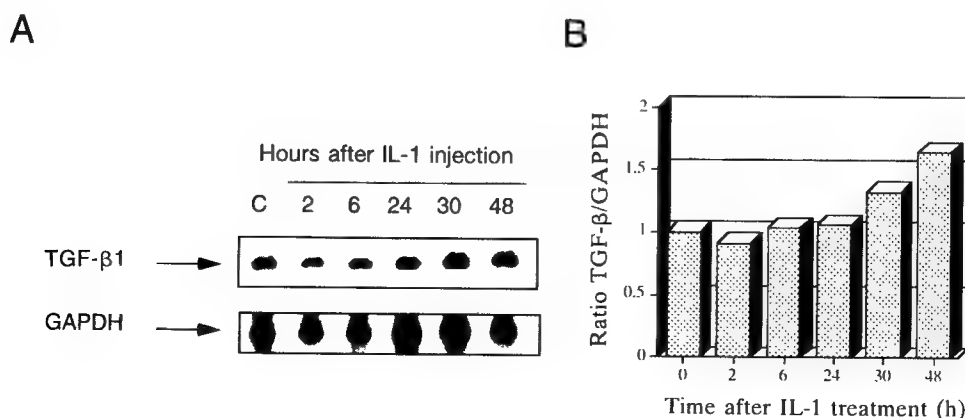 A
Hours after IL-1 injection
C 2 6 24 30 48
TGF-β1
GAPDH
B
Ratio TGF-β/GAPDH
2
1.5
1
0.5
0
0 2 6 24 30 48
Time after IL-1 treatment (h)